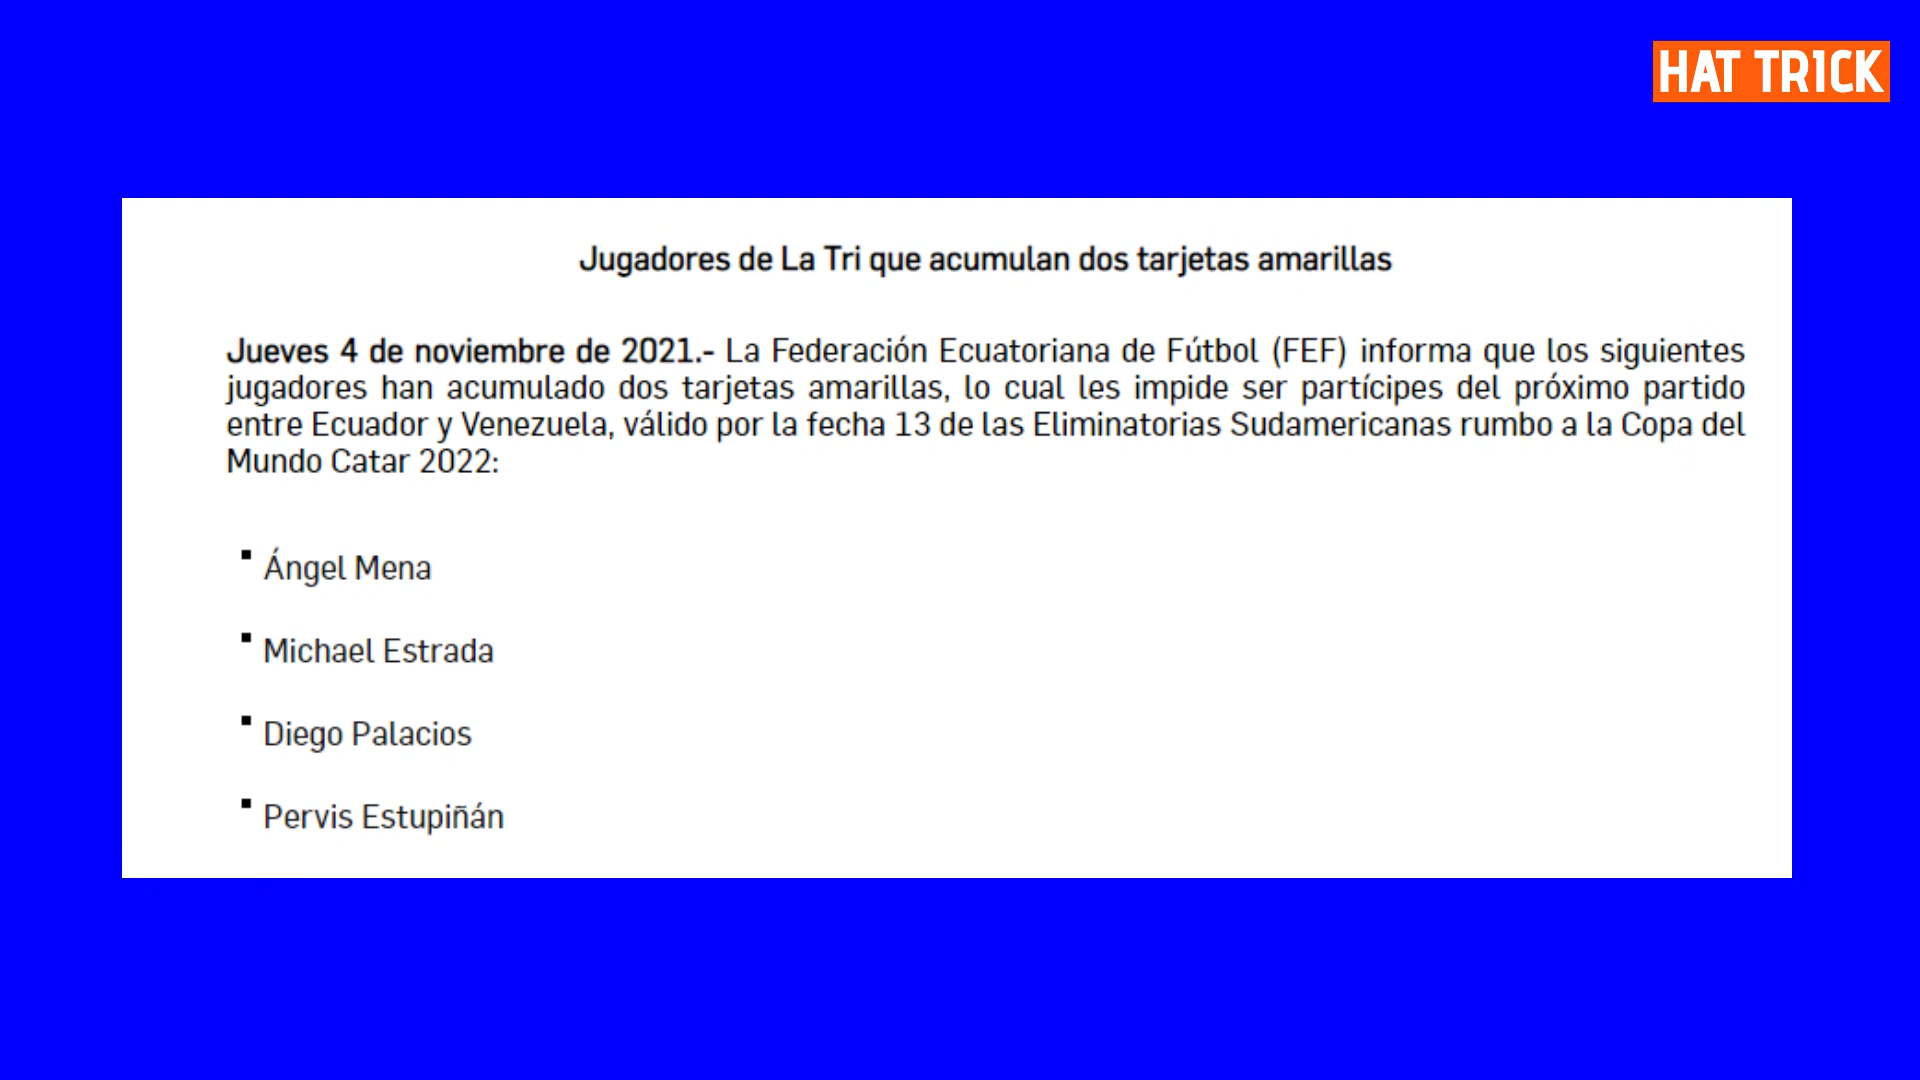 HAT TRICK
Jugadores de La Tri que acumulan dos tarjetas amarillas
Jueves 4 de noviembre de 2021.- La Federación Ecuatoriana de Fútbol (FEF) informa que los siguientes
jugadores han acumulado dos tarjetas amarillas, lo cual les impide ser partícipes del próximo partido
entre Ecuador y Venezuela, válido por la fecha 13 de las Eliminatorias Sudamericanas rumbo a la Copa del
Mundo Catar 2022:
▪ Ángel Mena
▪ Michael Estrada
▪ Diego Palacios
▪ Pervis Estupiñán